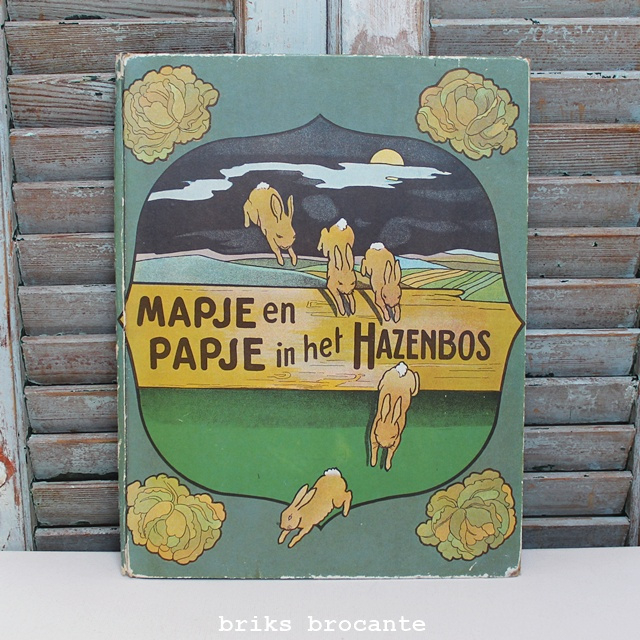 MAPJE en
PAPJE in het HAZENBOS
briks brocante